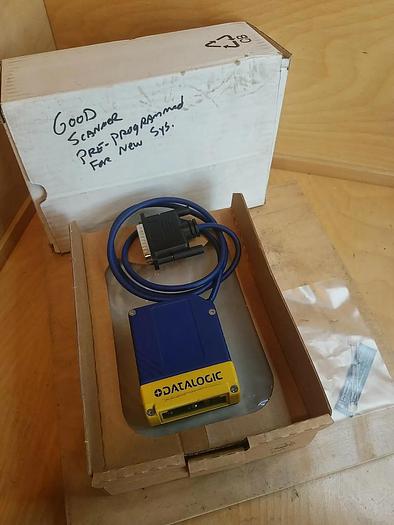 GOOD
SCANNER
PRE-PROGRAMMED
FOR NEW SYS.
DATALOGIC